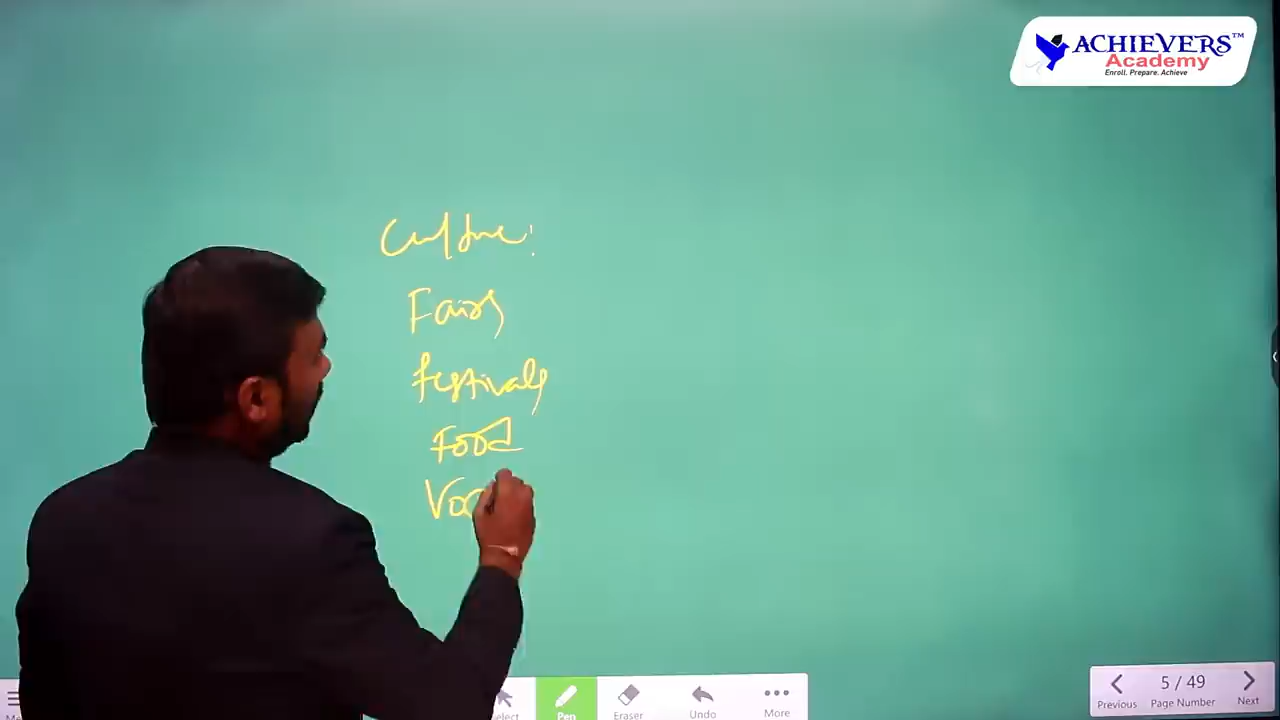 ACHIEVERS™
Academy
Enroll. Prepare. Achieve
Culture:
Fairs
Festivals
Food
Pen
Eraser
Undo
More
5 / 49
Previous
Page Number
Next